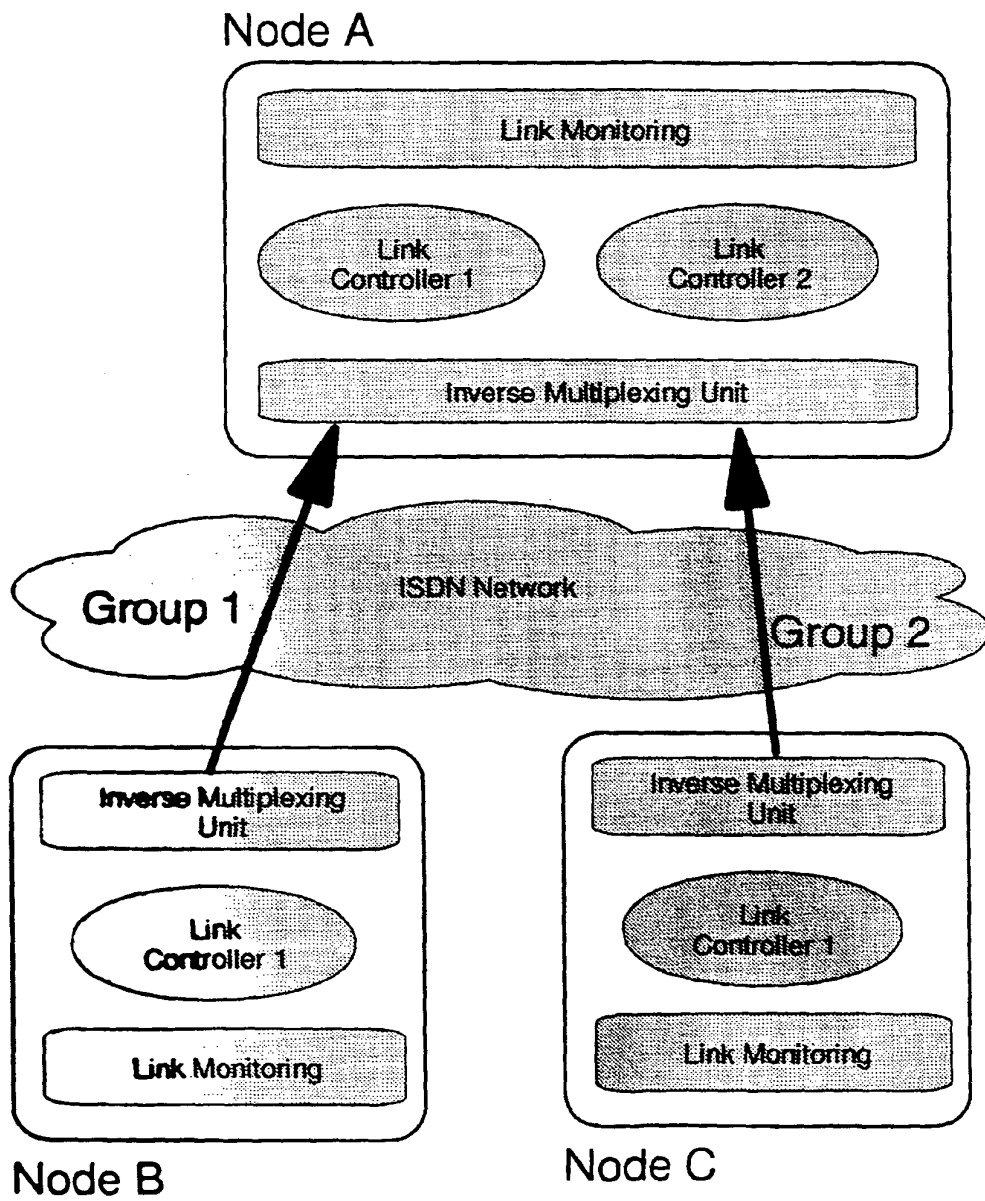 Node A
Link Monitoring
Link
Controller 1
Link
Controller 2
Inverse Multiplexing Unit
ISDN Network
Group 1
Group 2
Inverse Multiplexing
Unit
Link
Controller 1
Link Monitoring
Node B
Inverse Multiplexing
Unit
Link
Controller 1
Link Monitoring
Node C